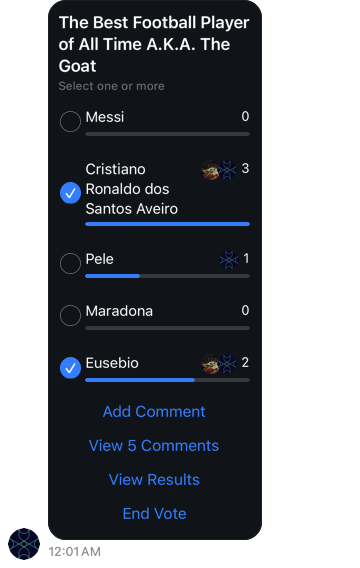 The Best Football Player
of All Time A.K.A. The
Goat
Select one or more
Messi 0
Cristiano 3
Ronaldo dos
Santos Aveiro
Pele 1
Maradona 0
Eusebio 2
Add Comment
View 5 Comments
View Results
End Vote
12:01 AM